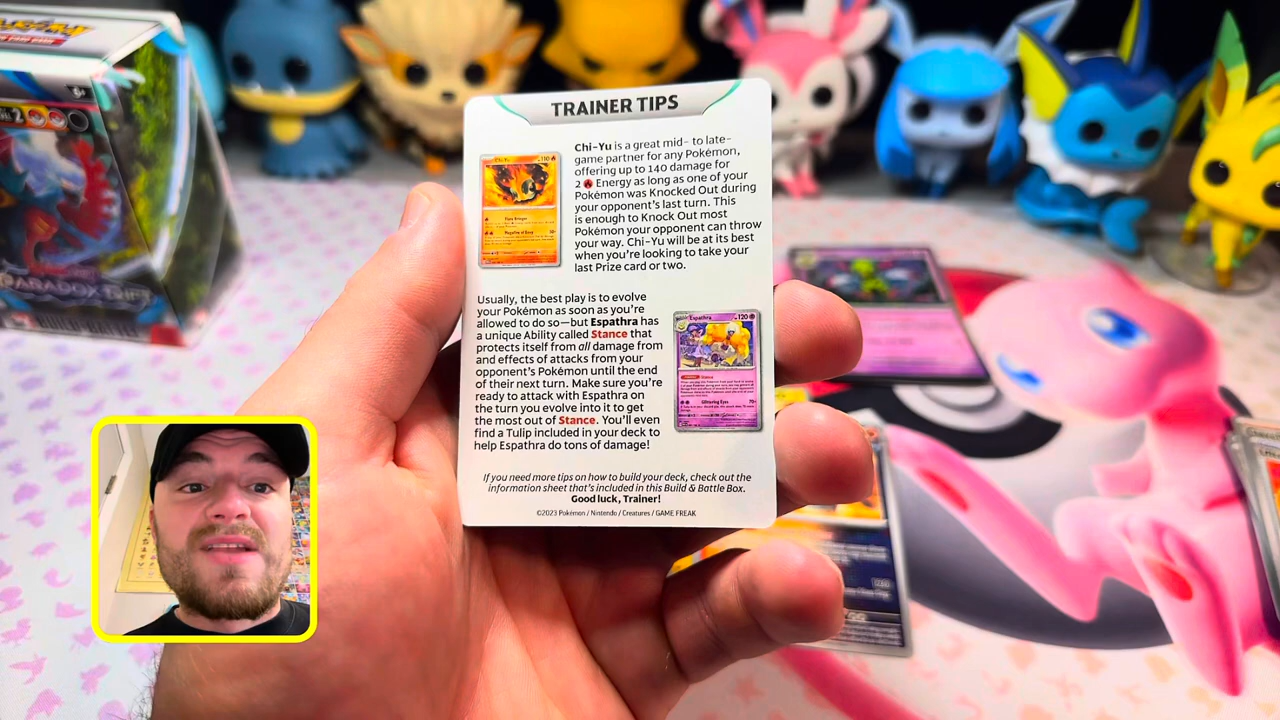 TRAINER TIPS
Chi-Yu is a great mid- to late-
game partner for any Pokémon,
offering up to 140 damage for
2 Energy as long as one of your
Pokémon was Knocked Out during
your opponent's last turn. This
is enough to Knock Out most
Pokémon your opponent can throw
your way. Chi-Yu will be at its best
when you're looking to take your
last Prize card or two.
Chi-Yu 110
Usually, the best play is to evolve
your Pokémon as soon as you're
allowed to do so—but Espathra has
a unique Ability called Stance that
protects itself from all damage from
and effects of attacks from your
opponent's Pokémon until the end
of their next turn. Make sure you're
ready to attack with Espathra on
the turn you evolve into it to get
the most out of Stance. You'll even
find a Tulip included in your deck to
help Espathra do tons of damage!
Espathra 120
Stance
Glittering Eyes 70
If you need more tips on how to build your deck, check out the
information sheet that's included in this Build & Battle Box.
Good luck, Trainer!
©2023 Pokémon / Nintendo / Creatures / GAME FREAK
PARADOX RIFT